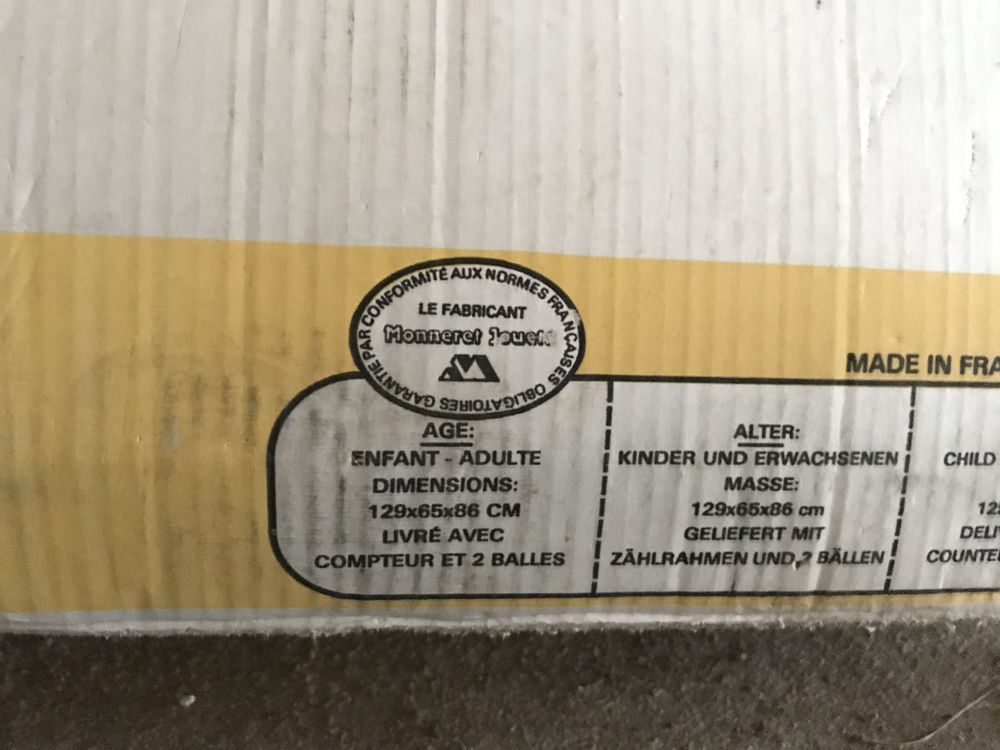 GARANTIE PAR CONFORMITÉ AUX NORMES FRANÇAISES OBLIGATOIRES
LE FABRICANT
Monneret Jouets
MADE IN FRA
AGE:
ENFANT - ADULTE
DIMENSIONS:
129x65x86 CM
LIVRÉ AVEC
COMPTEUR ET 2 BALLES
ALTER:
KINDER UND ERWACHSENEN
MASSE:
129x65x86 cm
GELIEFERT MIT
ZÄHLRAHMEN UND 2 BÄLLEN
CHILD
12
DELI
COUNTE